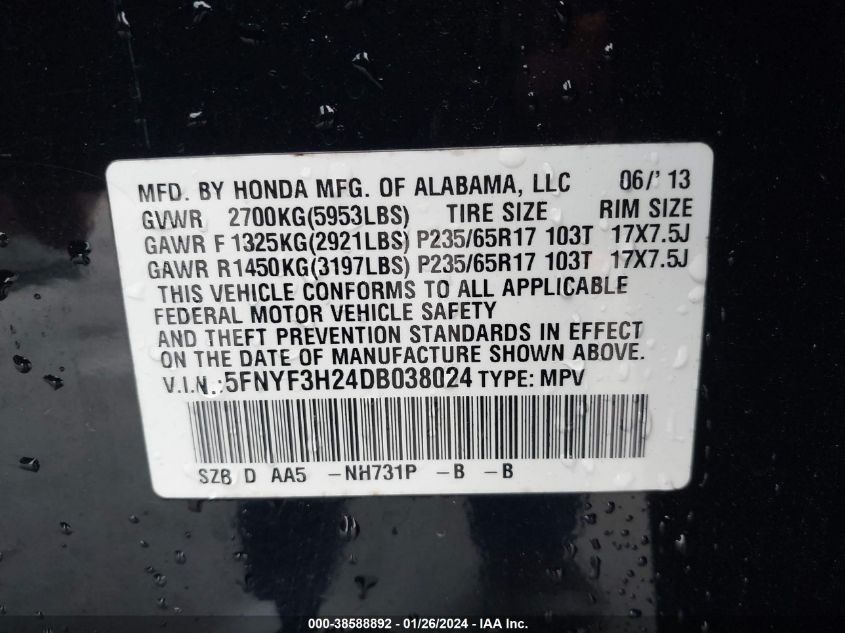 MFD. BY HONDA MFG. OF ALABAMA, LLC 06/' 13
GVWR 2700KG(5953LBS) TIRE SIZE RIM SIZE
GAWR F 1325KG(2921LBS) P235/65R17 103T 17X7.5J
GAWR R1450KG(3197LBS) P235/65R17 103T 17X7.5J
THIS VEHICLE CONFORMS TO ALL APPLICABLE
FEDERAL MOTOR VEHICLE SAFETY
AND THEFT PREVENTION STANDARDS IN EFFECT
ON THE DATE OF MANUFACTURE SHOWN ABOVE.
V.I.N.:5FNYF3H24DB038024 TYPE: MPV
SZB D AA5 -NH731P -B -B
000-38588892 - 01/26/2024 - IAA Inc.